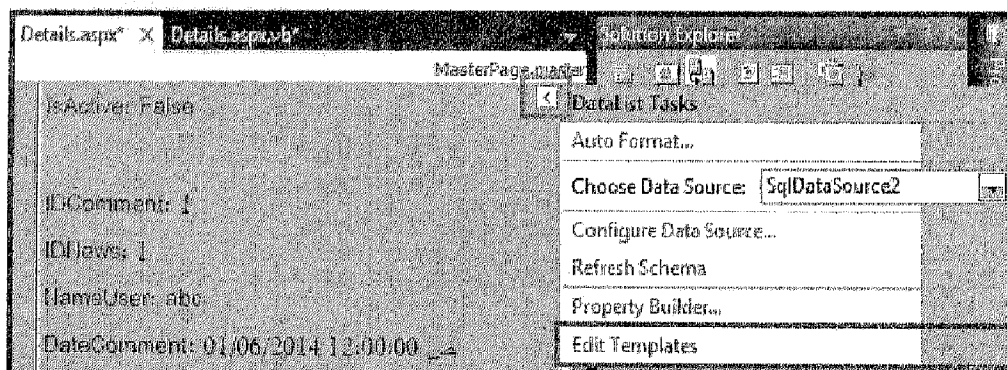 Details.aspx* X Details.aspx.vb*
Solution Explorer
MasterPage.master
IsActive: False
DataList Tasks
Auto Format...
Choose Data Source: SqlDataSource2
IDComment: 1
Configure Data Source...
IDNews: 1
Refresh Schema
NameUser: abc
Property Builder...
DateComment: 01/06/2014 12:00:00
Edit Templates